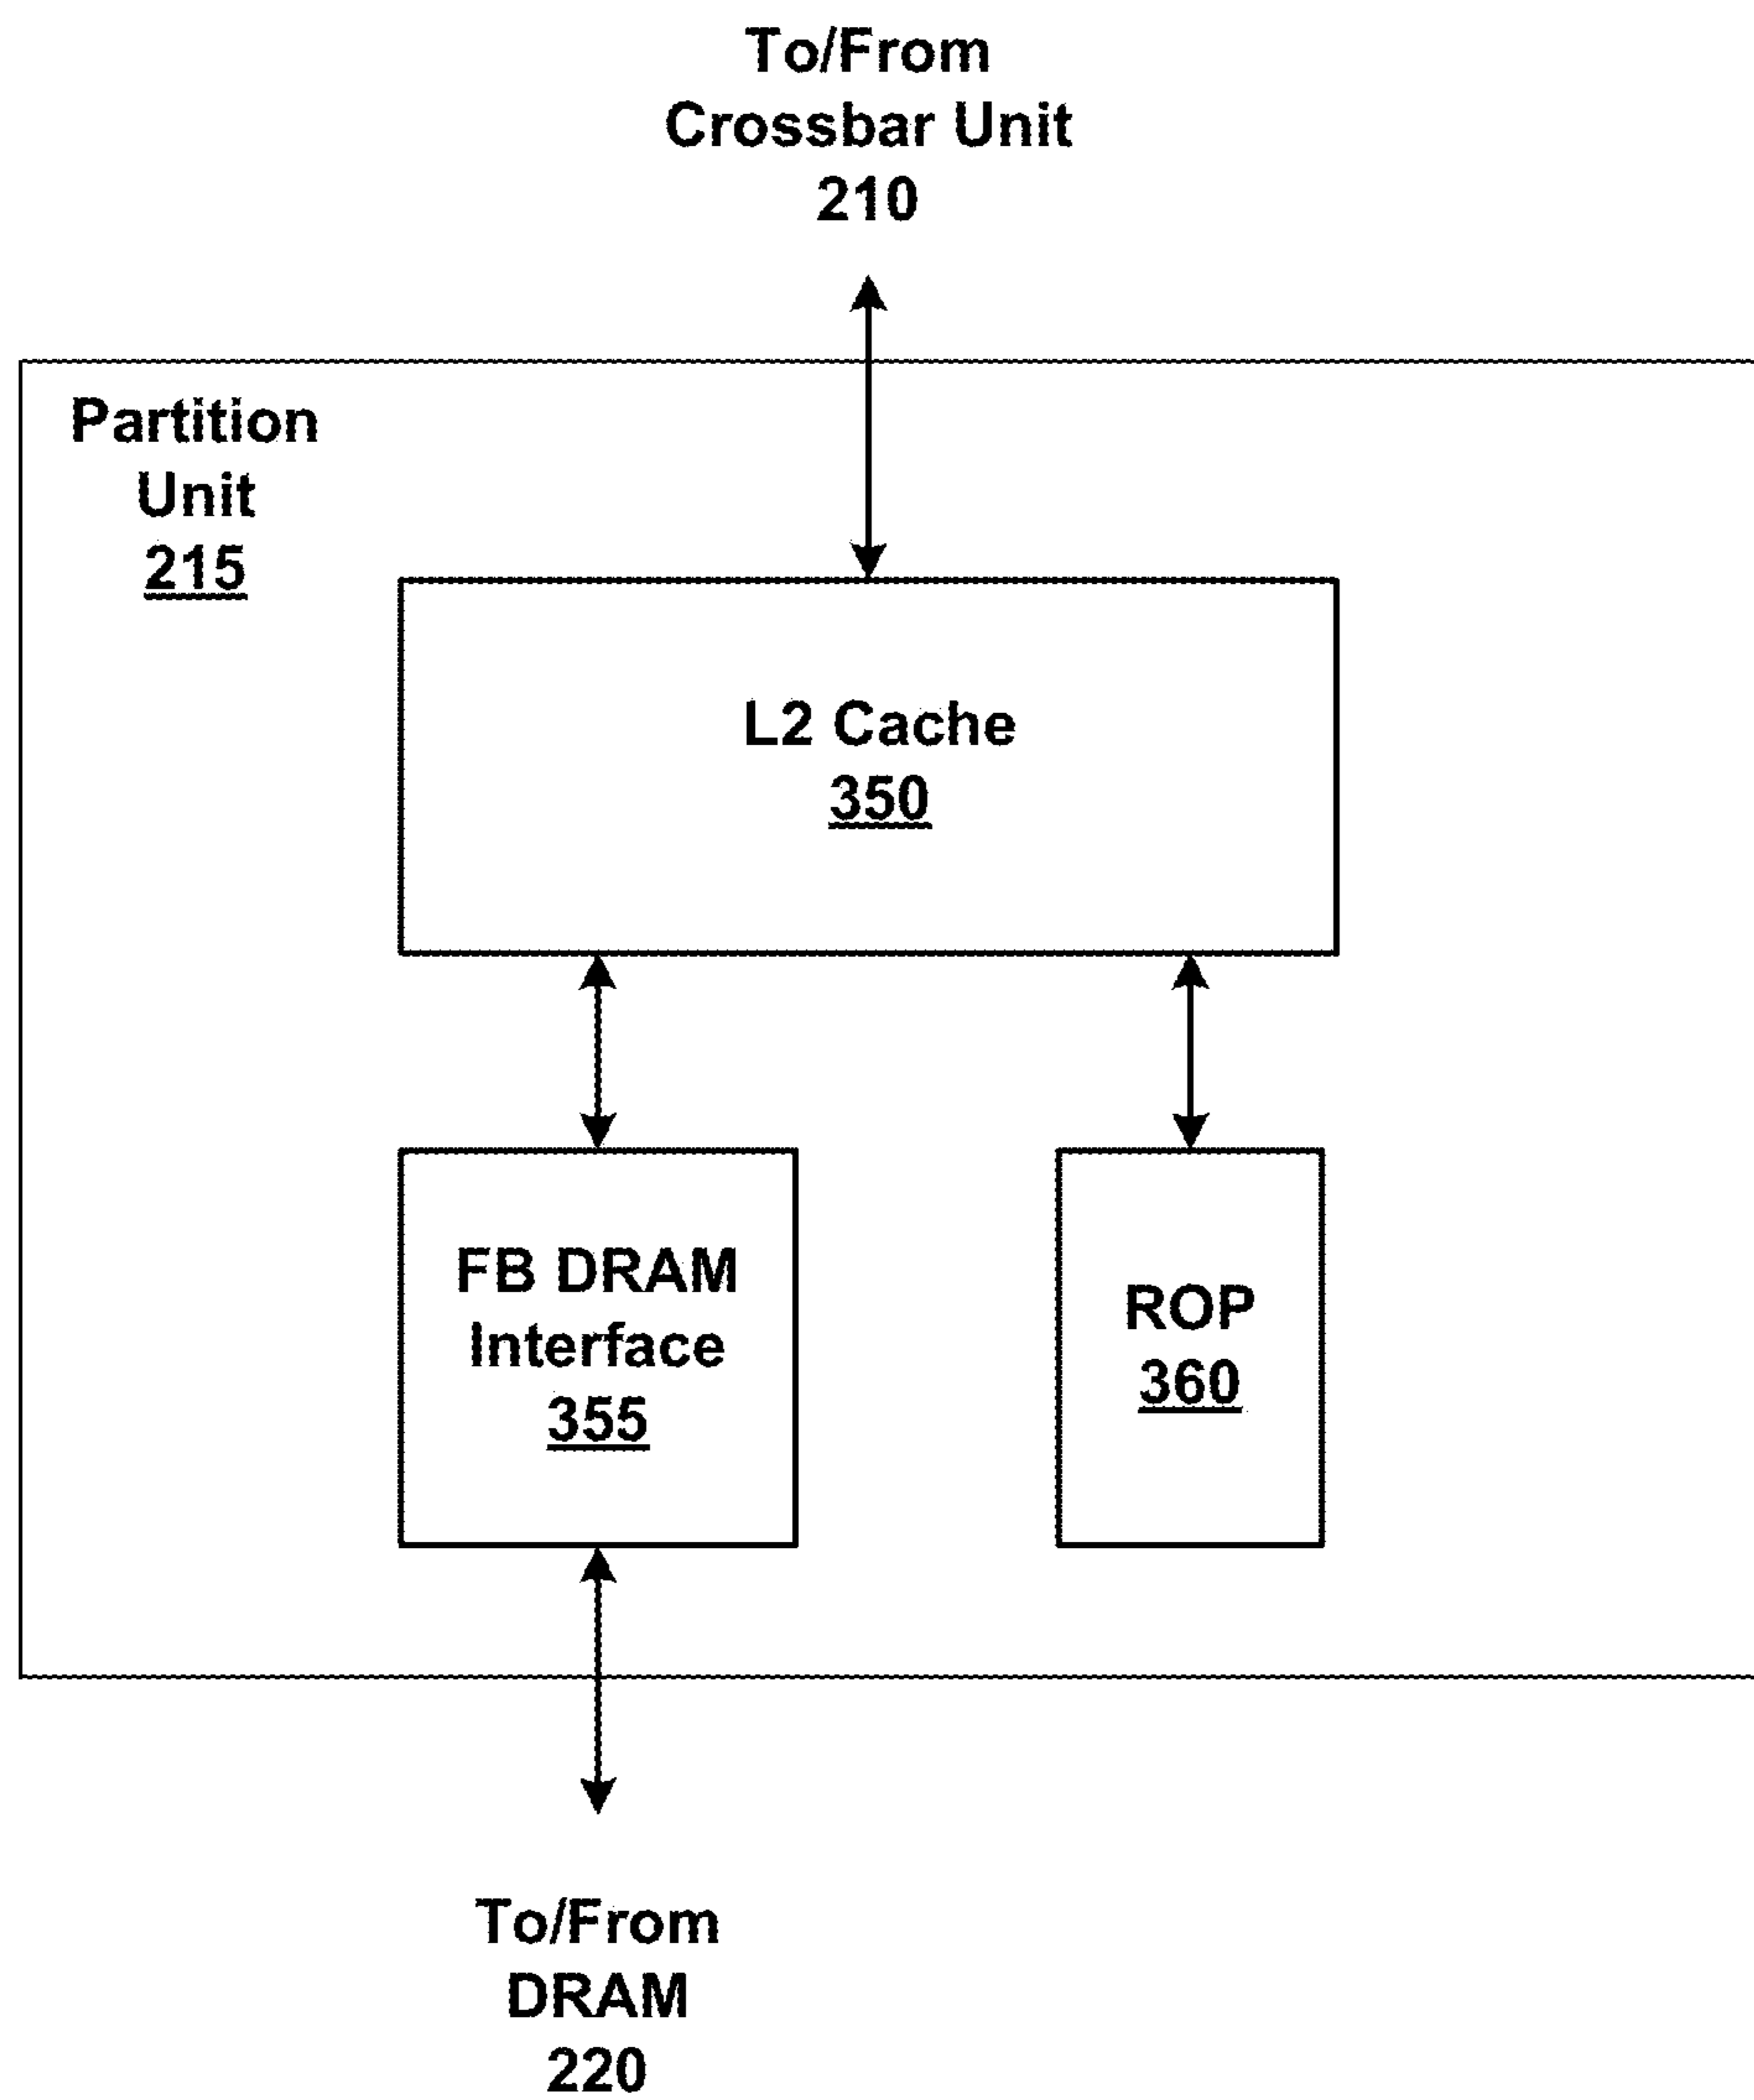 To/From
Crossbar Unit
210
Partition
Unit
215
L2 Cache
350
FB DRAM
Interface
355
ROP
360
To/From
DRAM
220